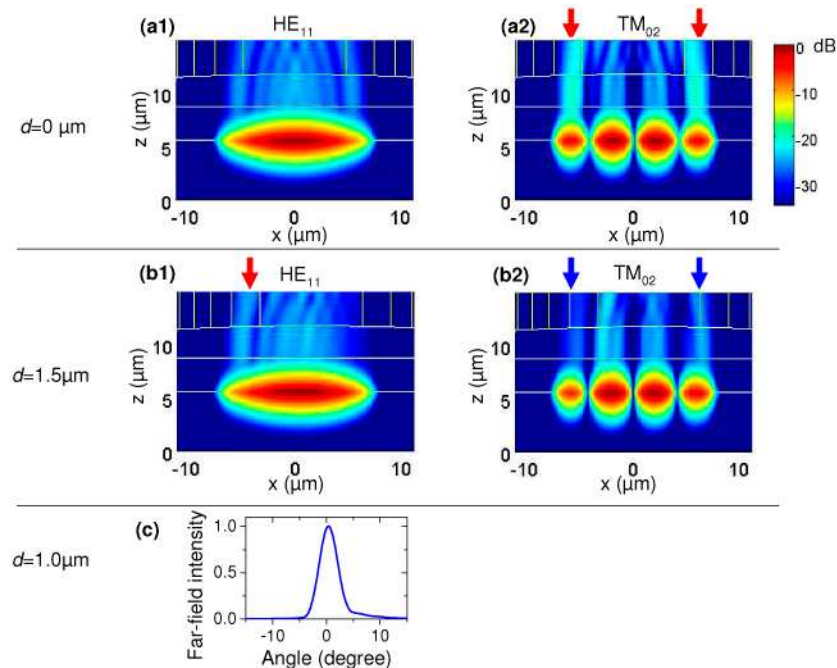 (a1) HE₁₁
(a2) TM₀₂
0 dB
-10
-20
-30
d=0 μm
z (μm)
10
5
0
-10 0 10
x (μm)
z (μm)
10
5
0
-10 0 10
x (μm)
(b1) HE₁₁
(b2) TM₀₂
d=1.5μm
z (μm)
10
5
0
-10 0 10
x (μm)
z (μm)
10
5
0
-10 0 10
x (μm)
(c)
d=1.0μm
Far-field intensity
1.0
0.5
0.0
-10 0 10
Angle (degree)